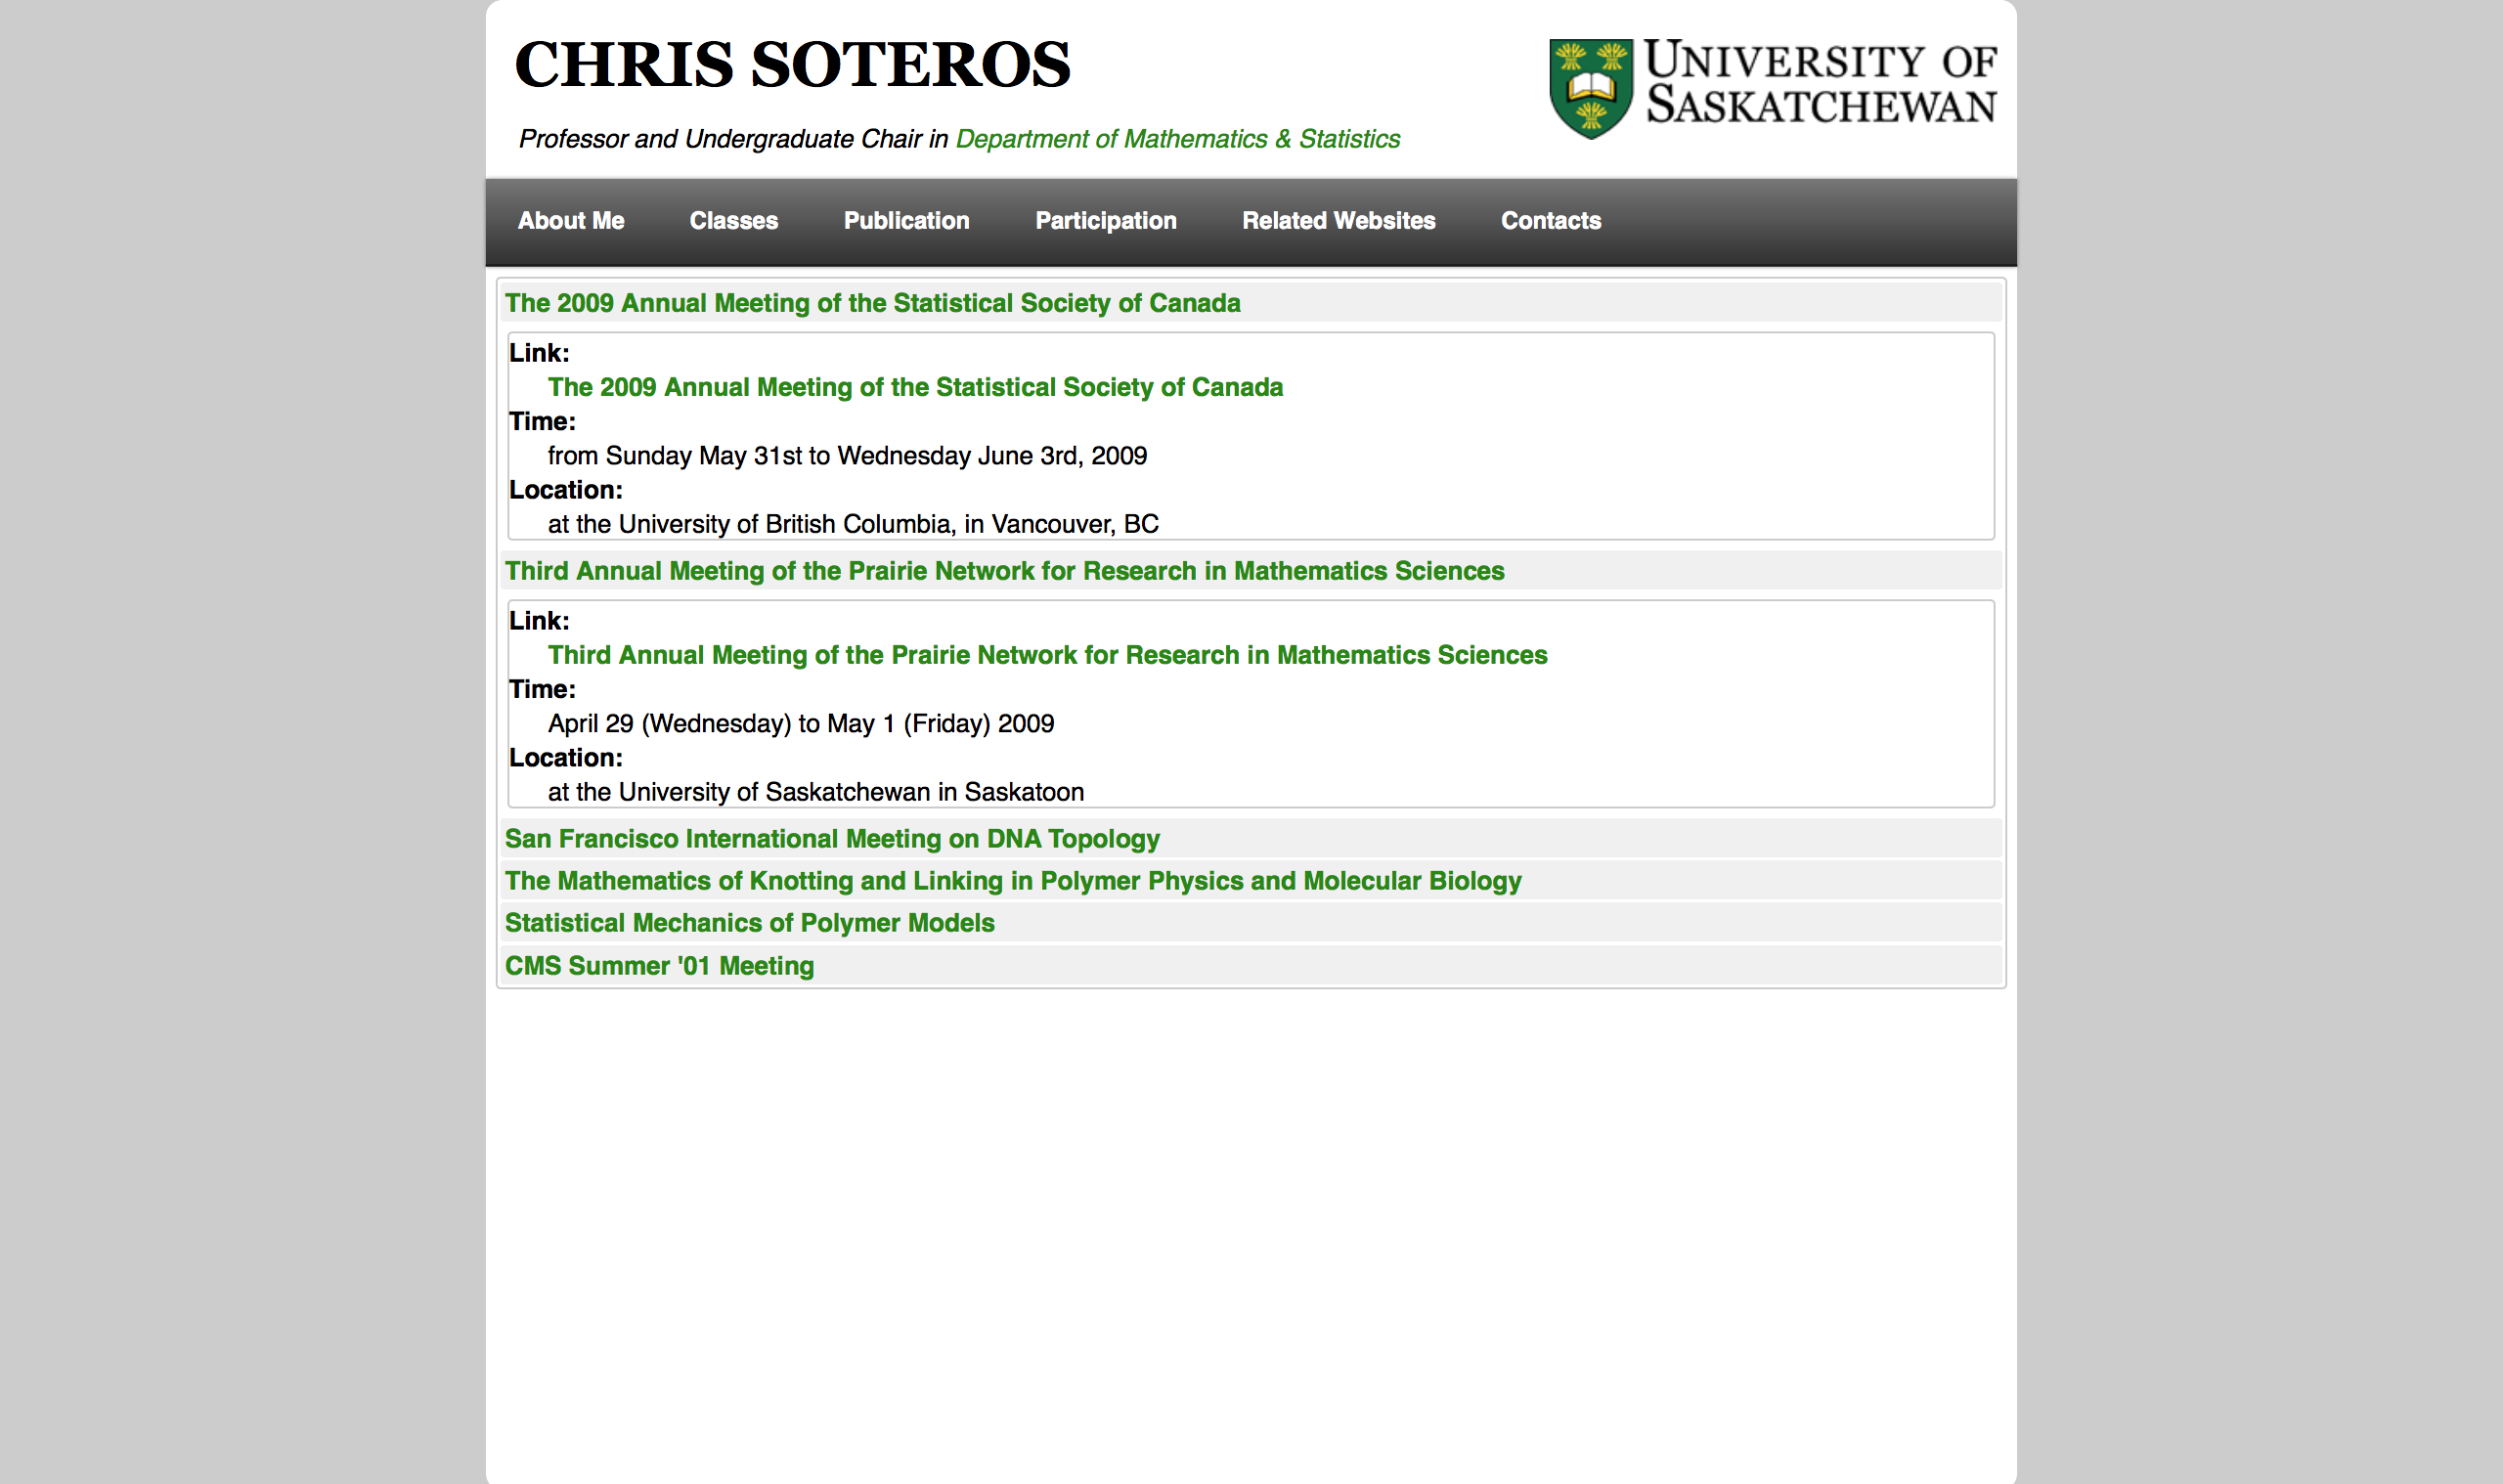 CHRIS SOTEROS
UNIVERSITY OF
SASKATCHEWAN
Professor and Undergraduate Chair in Department of Mathematics & Statistics
About Me Classes Publication Participation Related Websites Contacts
The 2009 Annual Meeting of the Statistical Society of Canada
Link:
The 2009 Annual Meeting of the Statistical Society of Canada
Time:
from Sunday May 31st to Wednesday June 3rd, 2009
Location:
at the University of British Columbia, in Vancouver, BC
Third Annual Meeting of the Prairie Network for Research in Mathematics Sciences
Link:
Third Annual Meeting of the Prairie Network for Research in Mathematics Sciences
Time:
April 29 (Wednesday) to May 1 (Friday) 2009
Location:
at the University of Saskatchewan in Saskatoon
San Francisco International Meeting on DNA Topology
The Mathematics of Knotting and Linking in Polymer Physics and Molecular Biology
Statistical Mechanics of Polymer Models
CMS Summer '01 Meeting